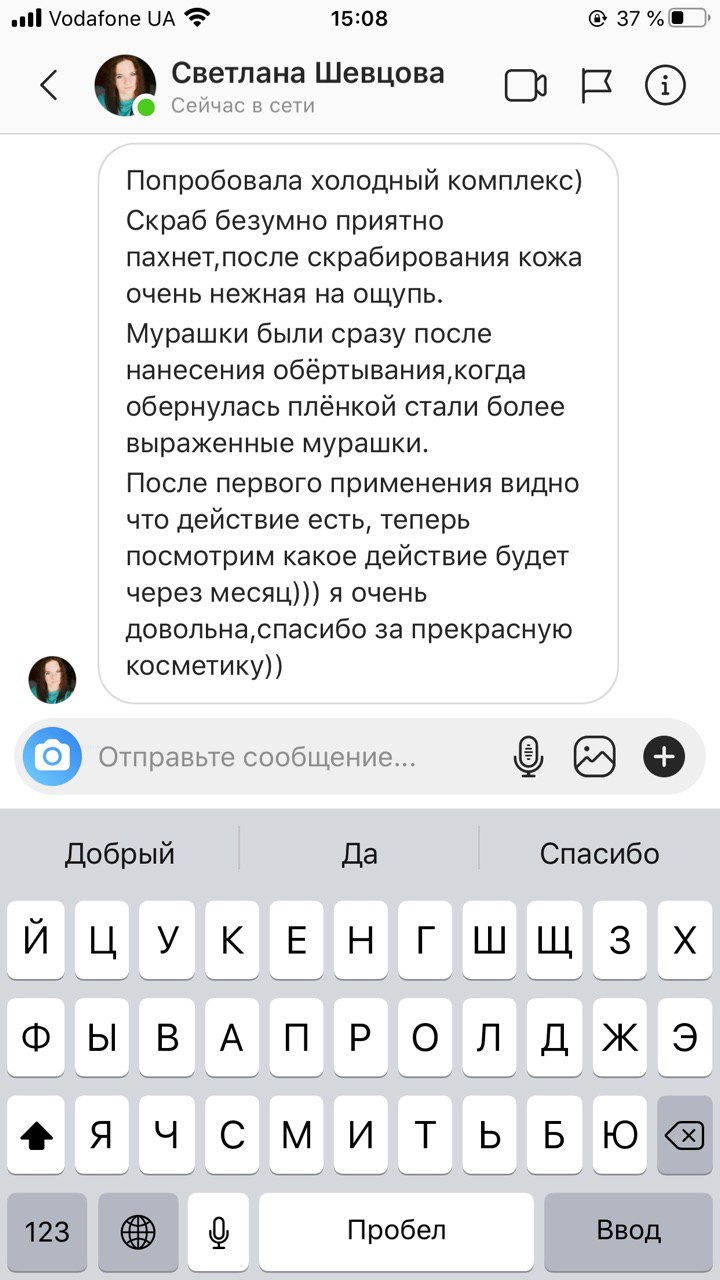 Vodafone UA 15:08 37 %
Светлана Шевцова
Сейчас в сети
Попробовала холодный комплекс)
Скраб безумно приятно
пахнет,после скрабирования кожа
очень нежная на ощупь.
Мурашки были сразу после
нанесения обёртывания,когда
обернулась плёнкой стали более
выраженные мурашки.
После первого применения видно
что действие есть, теперь
посмотрим какое действие будет
через месяц))) я очень
довольна,спасибо за прекрасную
косметику))
Отправьте сообщение...
Добрый Да Спасибо
Й Ц У К Е Н Г Ш Щ З Х
Ф Ы В А П Р О Л Д Ж Э
Я Ч С М И Т Ь Б Ю
123 Пробел Ввод